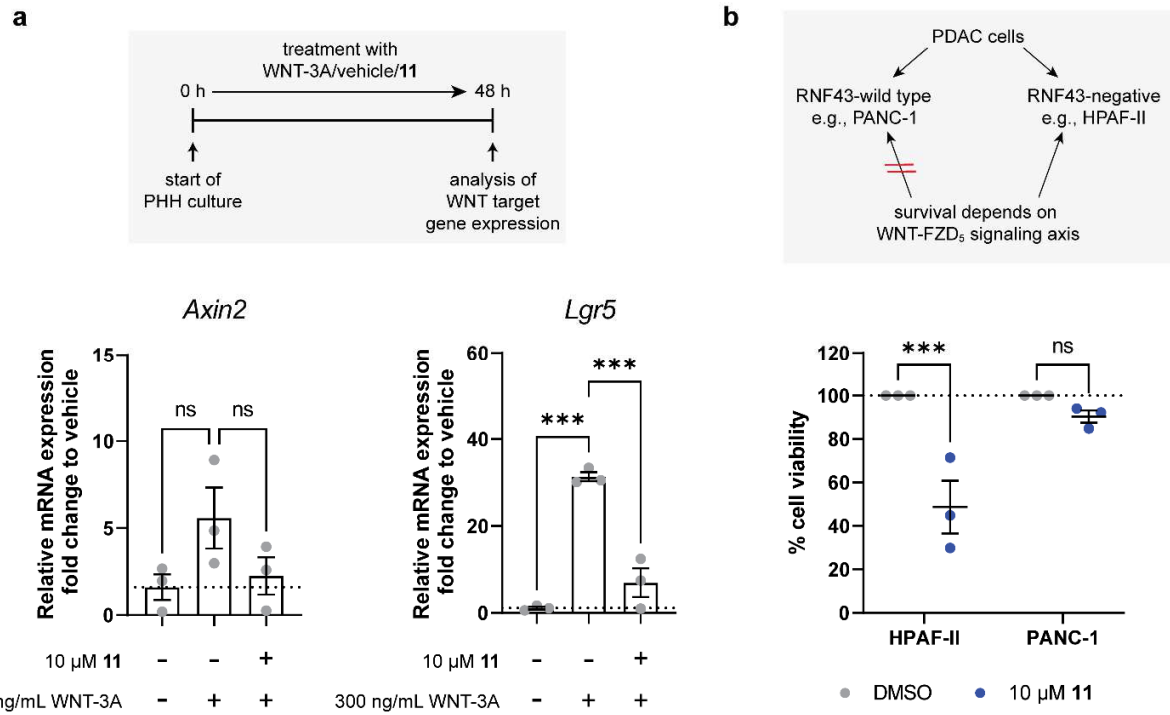 a
treatment with
WNT-3A/vehicle/11
0 h
48 h
start of
PHH culture
analysis of
WNT target
gene expression
Axin2
Relative mRNA expression
fold change to vehicle
15
10
5
0
ns
ns
10 µM 11
- - +
ng/mL WNT-3A
- + +
Lgr5
Relative mRNA expression
fold change to vehicle
60
40
20
0
***
***
10 µM 11
- - +
300 ng/mL WNT-3A
- + +
b
PDAC cells
RNF43-wild type
e.g., PANC-1
RNF43-negative
e.g., HPAF-II
survival depends on
WNT-FZD₅ signaling axis
% cell viability
120
100
80
60
40
20
0
***
ns
HPAF-II
PANC-1
DMSO
10 µM 11